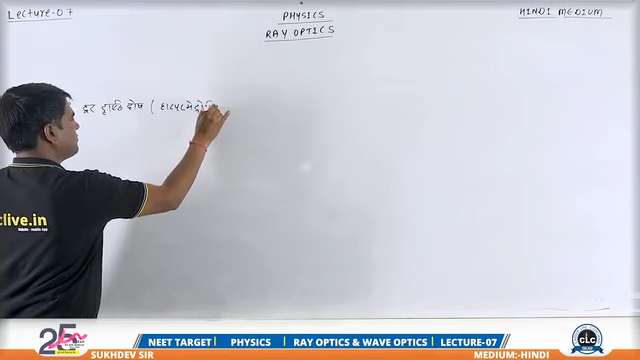 Lecture-07
PHYSICS
HINDI MEDIUM
RAY OPTICS
दूर दृष्टि दोष (
clive.in
25
NEET TARGET | PHYSICS | RAY OPTICS & WAVE OPTICS | LECTURE-07
CLC
SUKHDEV SIR
MEDIUM:-HINDI